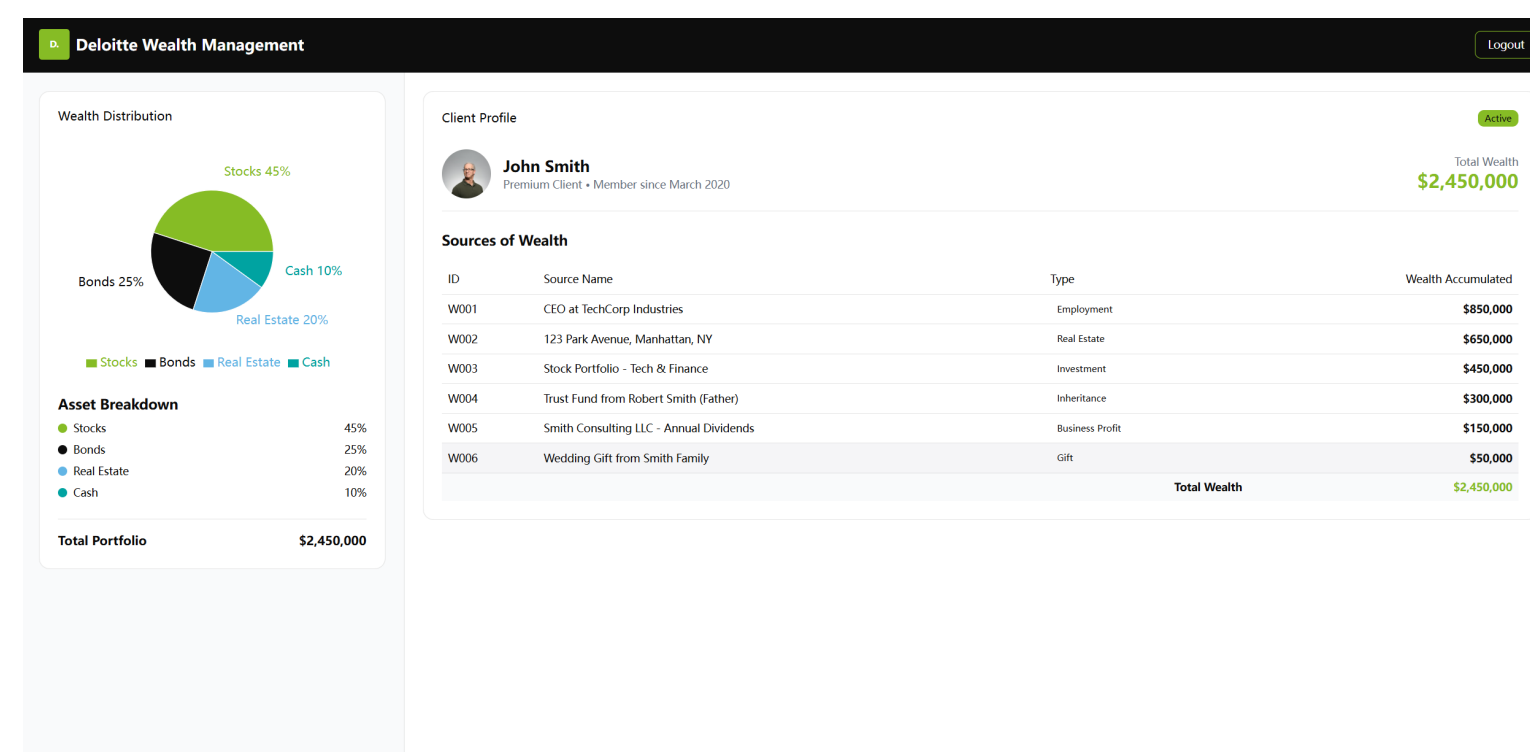 D. Deloitte Wealth Management
Logout
Wealth Distribution
Stocks 45%
Bonds 25%
Cash 10%
Real Estate 20%
Stocks Bonds Real Estate Cash
Asset Breakdown
Stocks 45%
Bonds 25%
Real Estate 20%
Cash 10%
Total Portfolio $2,450,000
Client Profile
Active
John Smith
Premium Client • Member since March 2020
Total Wealth
$2,450,000
Sources of Wealth
ID Source Name Type Wealth Accumulated
W001 CEO at TechCorp Industries Employment $850,000
W002 123 Park Avenue, Manhattan, NY Real Estate $650,000
W003 Stock Portfolio - Tech & Finance Investment $450,000
W004 Trust Fund from Robert Smith (Father) Inheritance $300,000
W005 Smith Consulting LLC - Annual Dividends Business Profit $150,000
W006 Wedding Gift from Smith Family Gift $50,000
Total Wealth $2,450,000